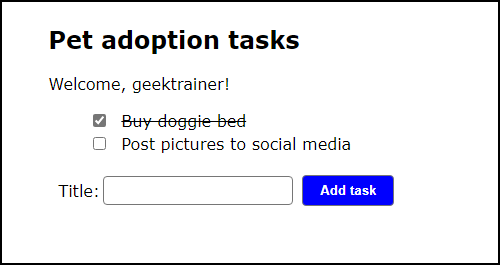 Pet adoption tasks
Welcome, geektrainer!
Buy doggie bed
Post pictures to social media
Title: Add task